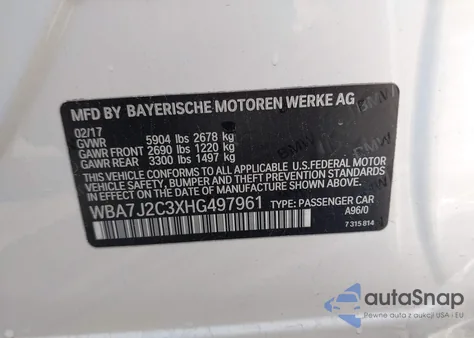 MFD BY BAYERISCHE MOTOREN WERKE AG
02/17
GVWR 5904 lbs 2678 kg
GAWR FRONT 2690 lbs 1220 kg
GAWR REAR 3300 lbs 1497 kg
THIS VEHICLE CONFORMS TO ALL APPLICABLE U.S.FEDERAL MOTOR
VEHICLE SAFETY, BUMPER, AND THEFT PREVENTION STANDARDS IN
EFFECT ON THE DATE OF MANUFACTURE SHOWN ABOVE.
WBA7J2C3XHG497961 TYPE: PASSENGER CAR
A96/0
7 315 814
autoSnap
Pewne auta z aukcji USA i EU